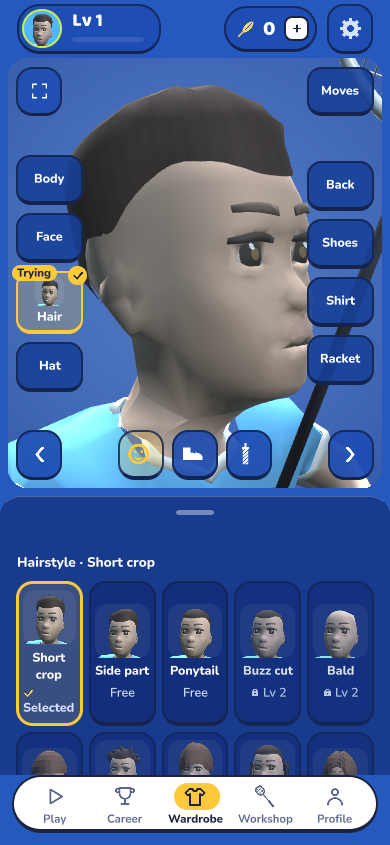 Lv 1
0
Moves
Body
Back
Face
Shoes
Trying
Hair
Shirt
Hat
Racket
Hairstyle · Short crop
Short
crop
Selected
Side part
Free
Ponytail
Free
Buzz cut
Lv 2
Bald
Lv 2
Play
Career
Wardrobe
Workshop
Profile